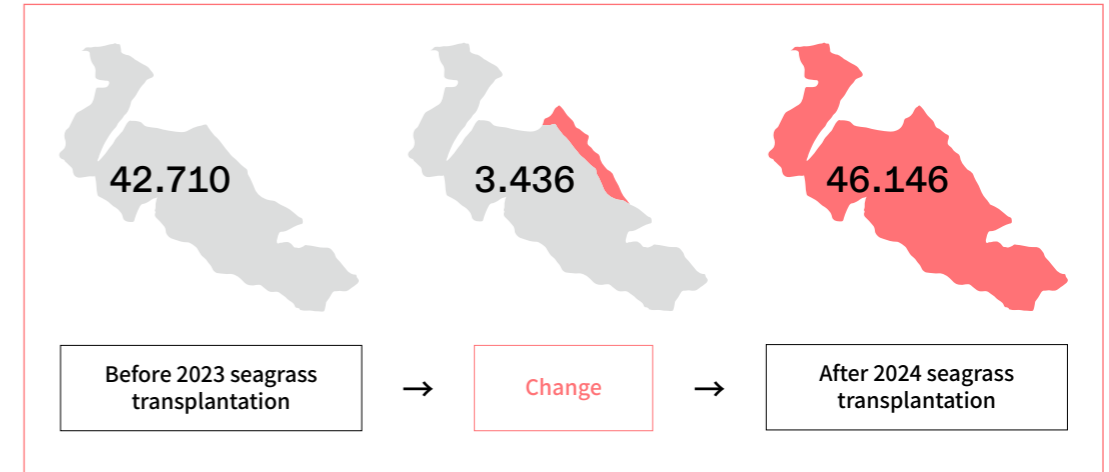 42.710
3.436
46.146
Before 2023 seagrass
transplantation
→
Change
→
After 2024 seagrass
transplantation